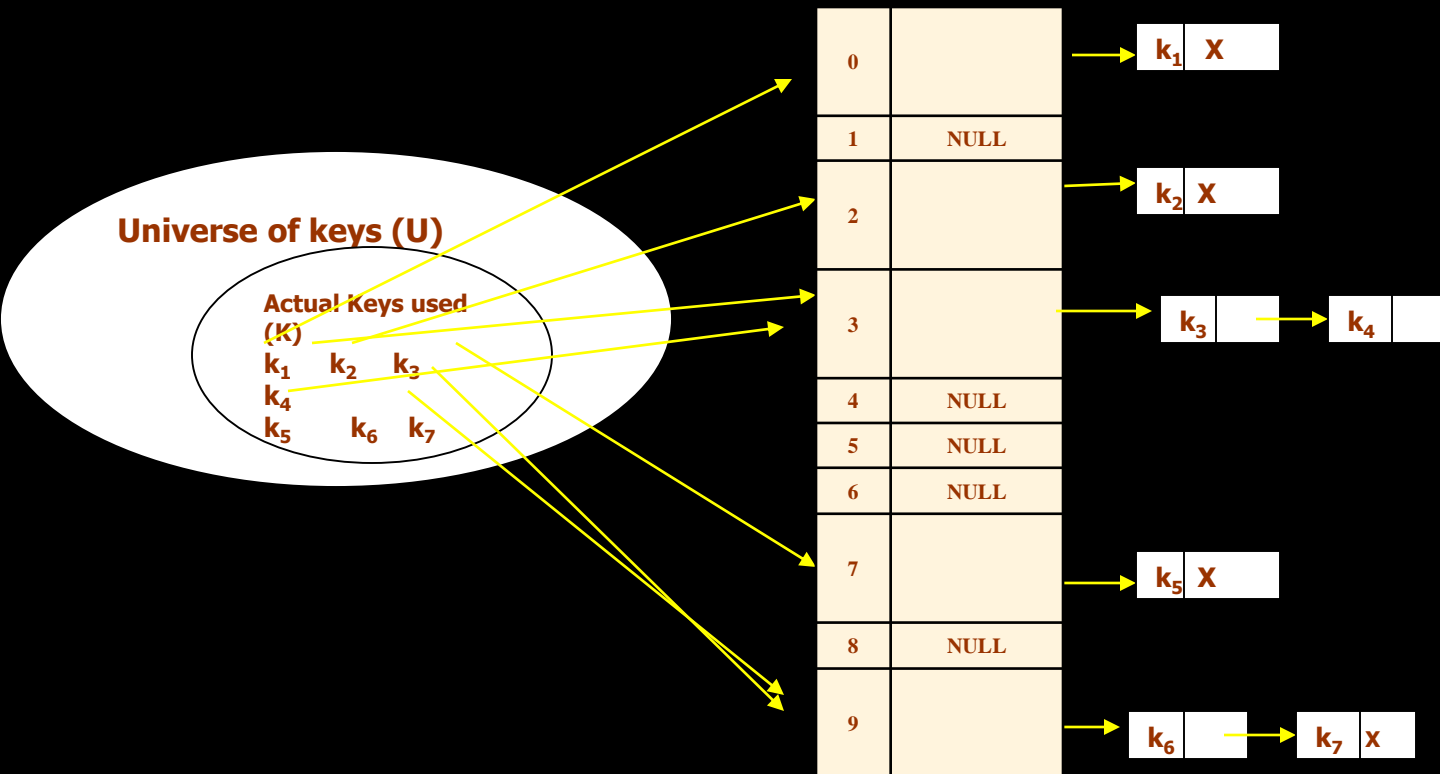 Universe of keys (U)
Actual Keys used
(K)
k1 k2 k3
k4
k5 k6 k7
0
1 NULL
2
3
4 NULL
5 NULL
6 NULL
7
8 NULL
9
k1 X
k2 X
k3 k4
k5 X
k6 k7 X